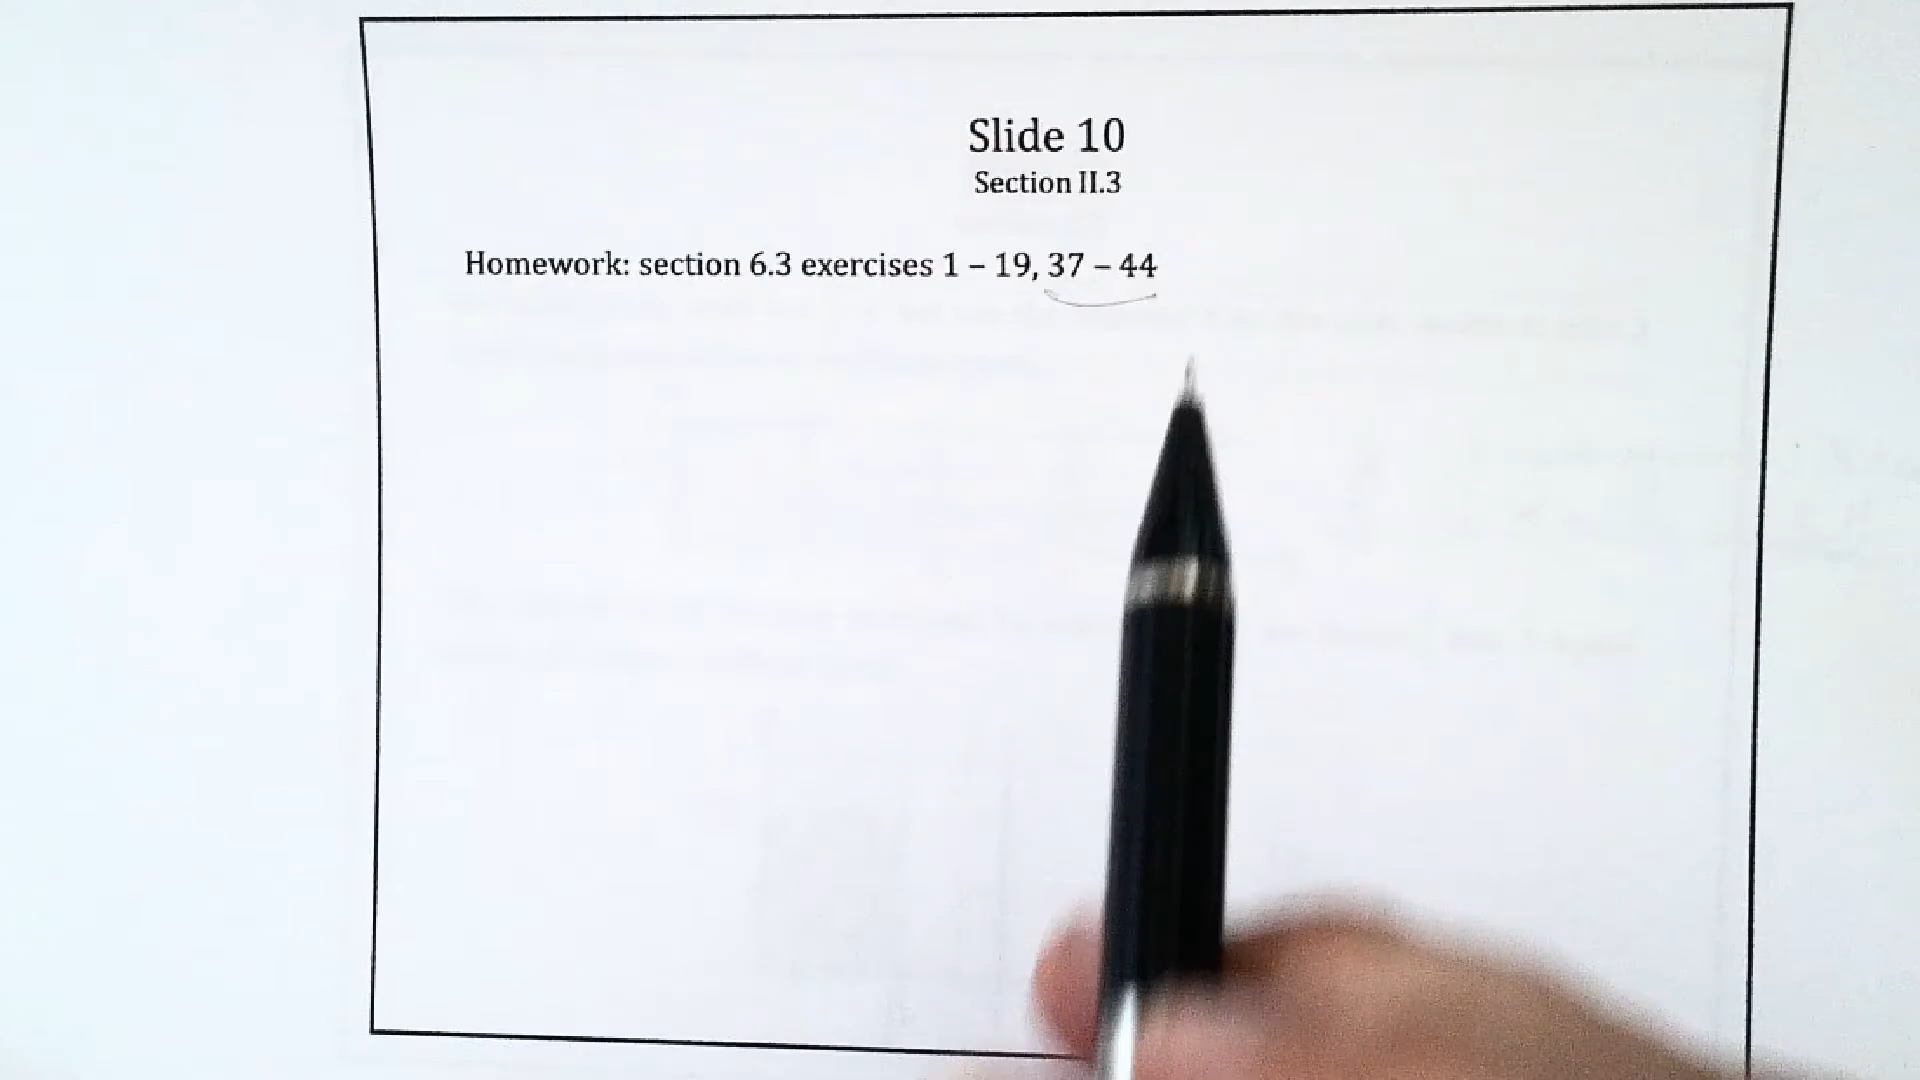 Slide 10
Section II.3
Homework: section 6.3 exercises 1 – 19, 37 – 44